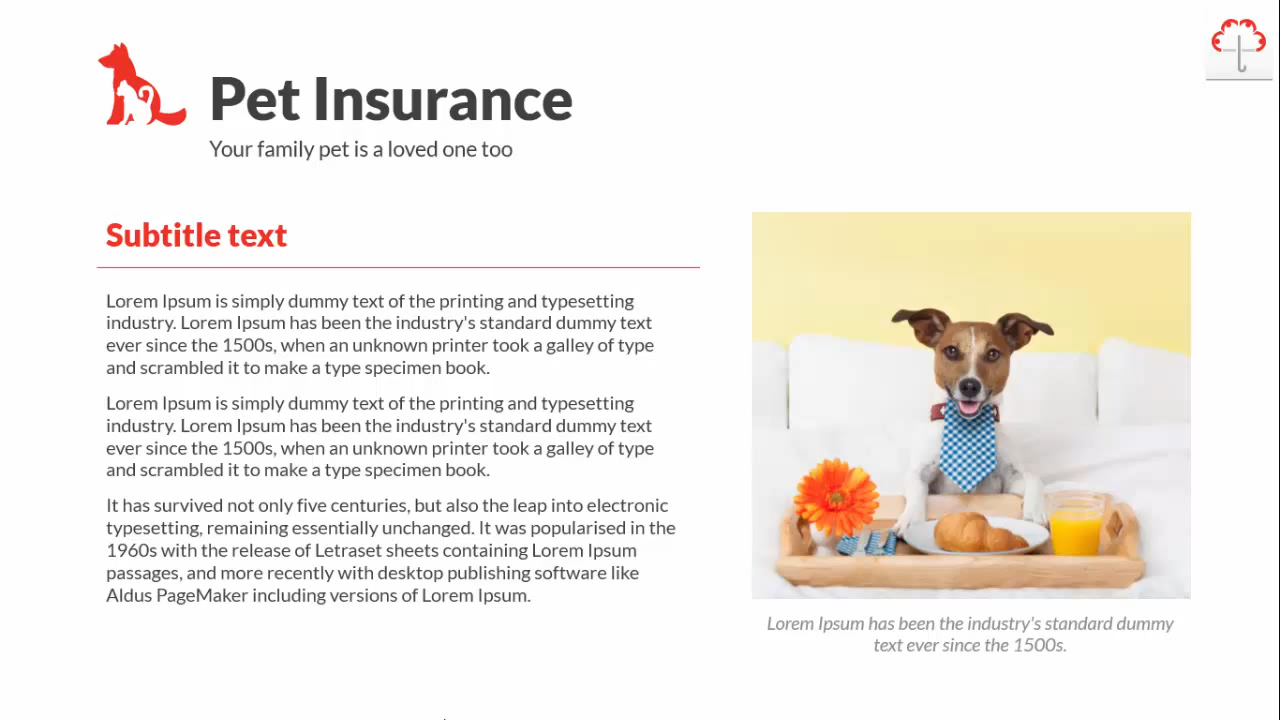 Pet Insurance
Your family pet is a loved one too
Subtitle text
Lorem Ipsum is simply dummy text of the printing and typesetting
industry. Lorem Ipsum has been the industry's standard dummy text
ever since the 1500s, when an unknown printer took a galley of type
and scrambled it to make a type specimen book.
Lorem Ipsum is simply dummy text of the printing and typesetting
industry. Lorem Ipsum has been the industry's standard dummy text
ever since the 1500s, when an unknown printer took a galley of type
and scrambled it to make a type specimen book.
It has survived not only five centuries, but also the leap into electronic
typesetting, remaining essentially unchanged. It was popularised in the
1960s with the release of Letraset sheets containing Lorem Ipsum
passages, and more recently with desktop publishing software like
Aldus PageMaker including versions of Lorem Ipsum.
Lorem Ipsum has been the industry's standard dummy
text ever since the 1500s.